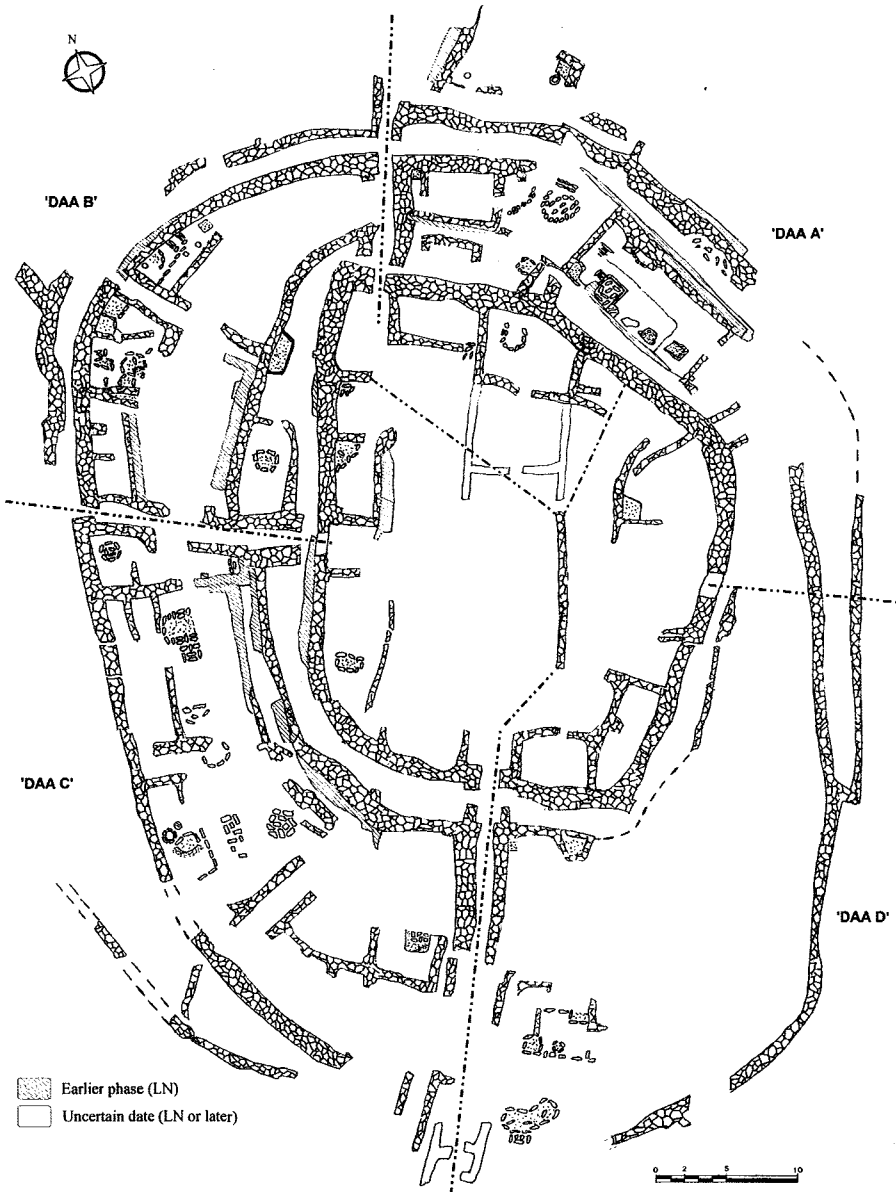 N
'DAA B'
'DAA A'
'DAA C'
'DAA D'
Earlier phase (LN)
Uncertain date (LN or later)
0 2 5 10